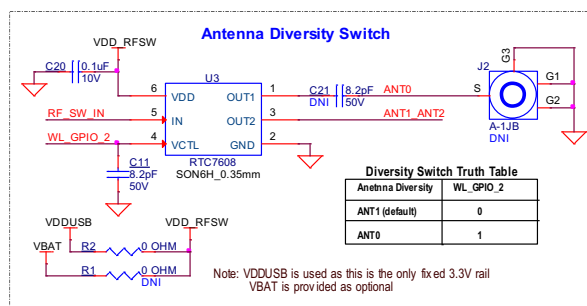 Antenna Diversity Switch
VDD_RFSW
C20 0.1uF
10V
U3
6 VDD OUT1 1
C21 8.2pF ANT0
DNI 50V
RF_SW_IN 5 IN OUT2 3 ANT1_ANT2
WL_GPIO_2 4 VCTL GND 2
C11
8.2pF
50V
RTC7608
SON6H_0.35mm
J2
G3
S
G1
G2
A-1JB
DNI
Diversity Switch Truth Table
Anetnna Diversity WL_GPIO_2
ANT1 (default) 0
ANT0 1
VDDUSB VDD_RFSW
VBAT
R2 0 OHM
R1 0 OHM
DNI
Note: VDDUSB is used as this is the only fixed 3.3V rail
VBAT is provided as optional